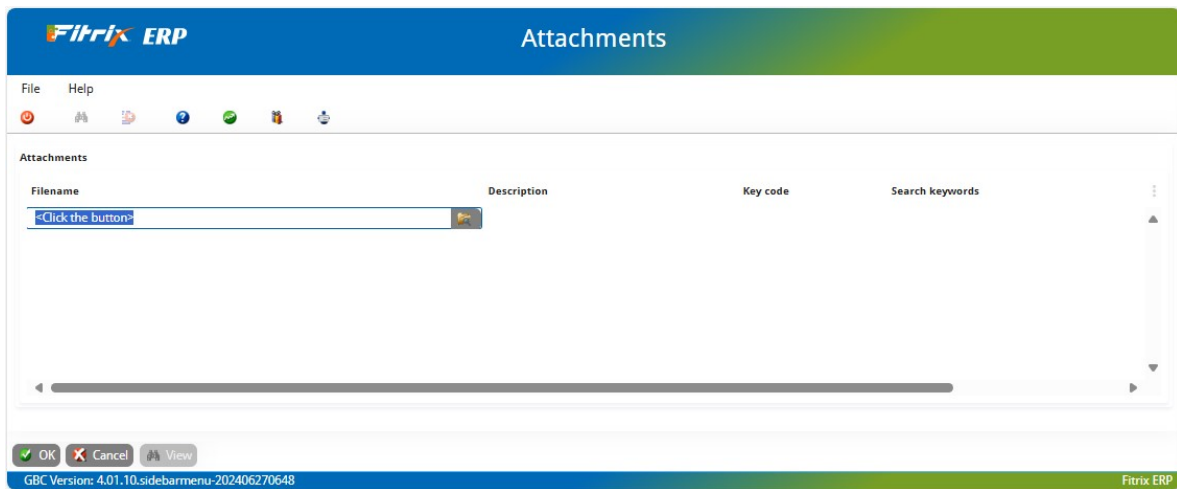 Fitrix ERP
Attachments
File Help
Attachments
Filename Description Key code Search keywords
<Click the button>
OK Cancel View
GBC Version: 4.01.10.sidebarmenu-202406270648 Fitrix ERP